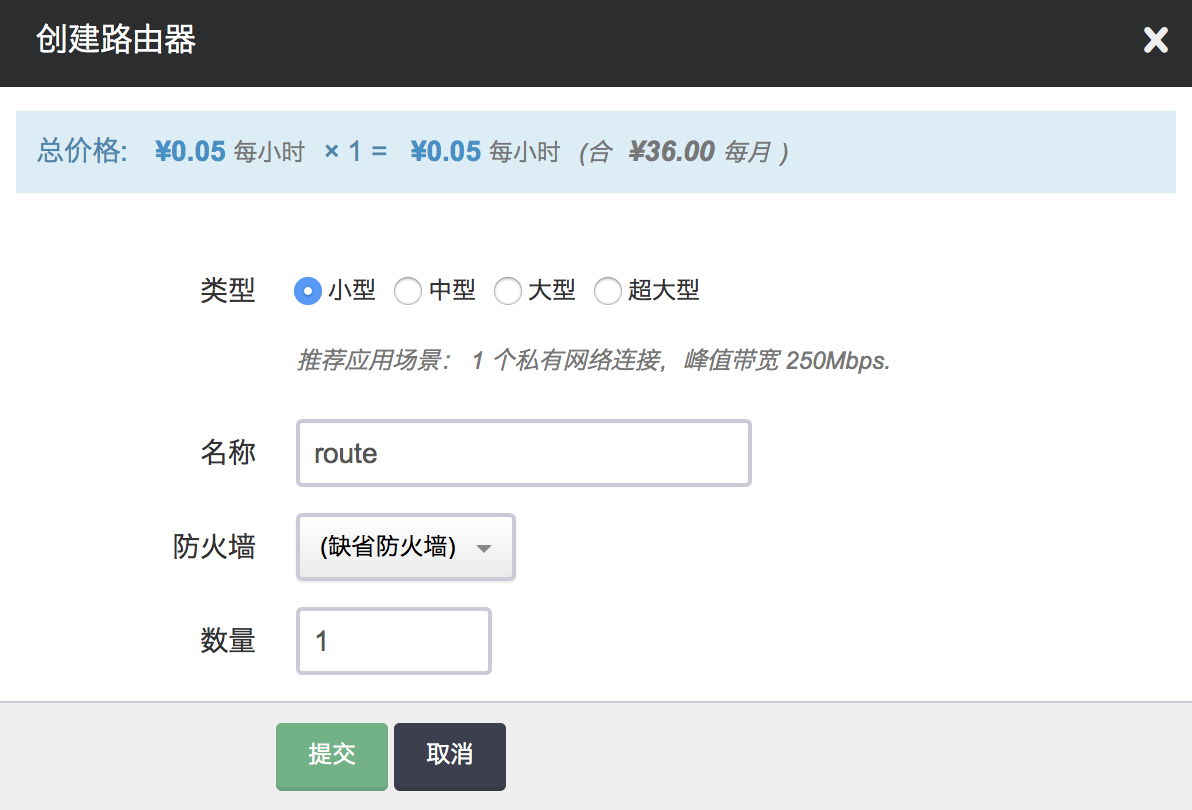 创建路由器
总价格: ¥0.05 每小时 × 1 = ¥0.05 每小时 (合 ¥36.00 每月 )
类型 小型 中型 大型 超大型
推荐应用场景： 1 个私有网络连接，峰值带宽 250Mbps.
名称 route
防火墙 (缺省防火墙)
数量 1
提交 取消